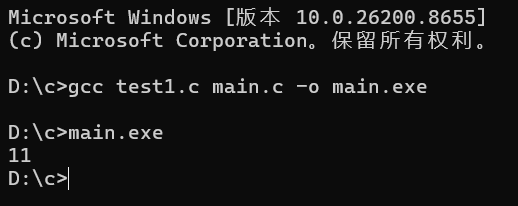 Microsoft Windows [版本 10.0.26200.8655]
(c) Microsoft Corporation。保留所有权利。
D:\c>gcc test1.c main.c -o main.exe
D:\c>main.exe
11
D:\c>